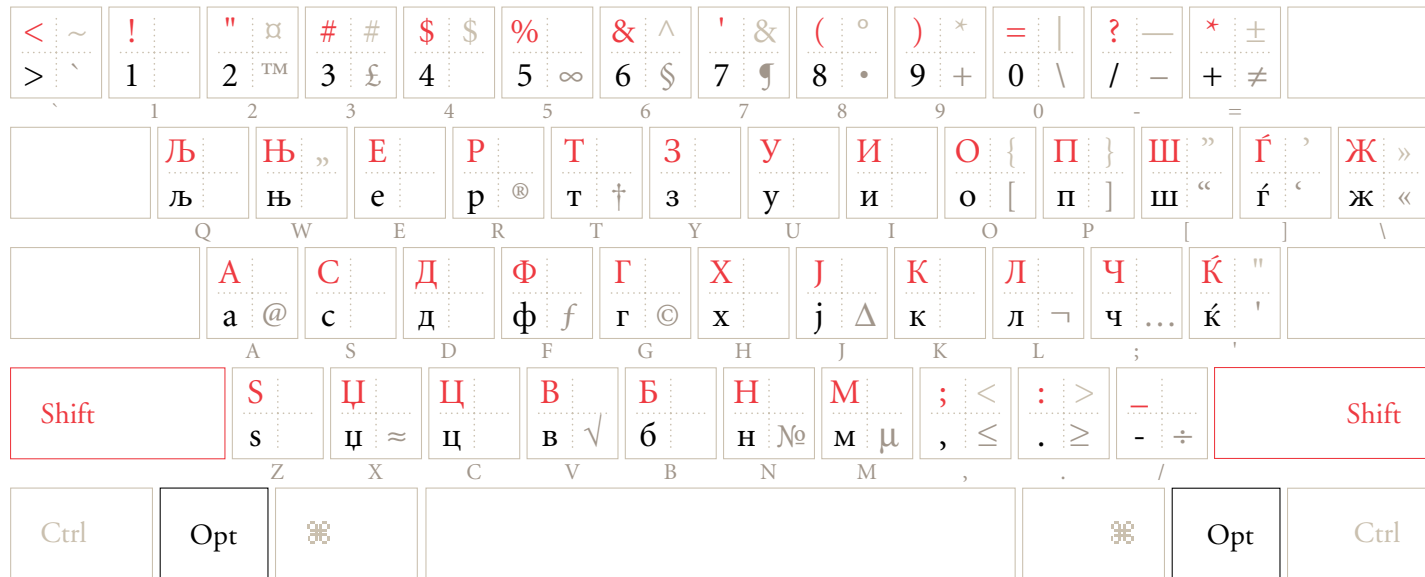 < ~ ! " ¤ # # $ $ % & ^ ' & ( ° ) * = | ? — * ±
> ` 1 2 ™ 3 £ 4 5 ∞ 6 § 7 ¶ 8 • 9 + 0 \ / – + ≠
` 1 2 3 4 5 6 7 8 9 0 - =
Љ Њ „ Е Р Т З У И О { П } Ш ” Ѓ ’ Ж »
љ њ е р ® т † з у и о [ п ] ш “ ѓ ‘ ж «
Q W E R T Y U I O P [ ] \
А С Д Ф Г Х Ј К Л Ч Ќ "
а @ с д ф ƒ г © х ј ∆ к л ¬ ч … ќ '
A S D F G H J K L ; '
Shift Ѕ Џ Ц В Б Н М ; < : > _ Shift
ѕ џ ≈ ц в √ б н № м µ , ≤ . ≥ - ÷
Z X C V B N M , . /
Ctrl Opt ⌘ ⌘ Opt Ctrl